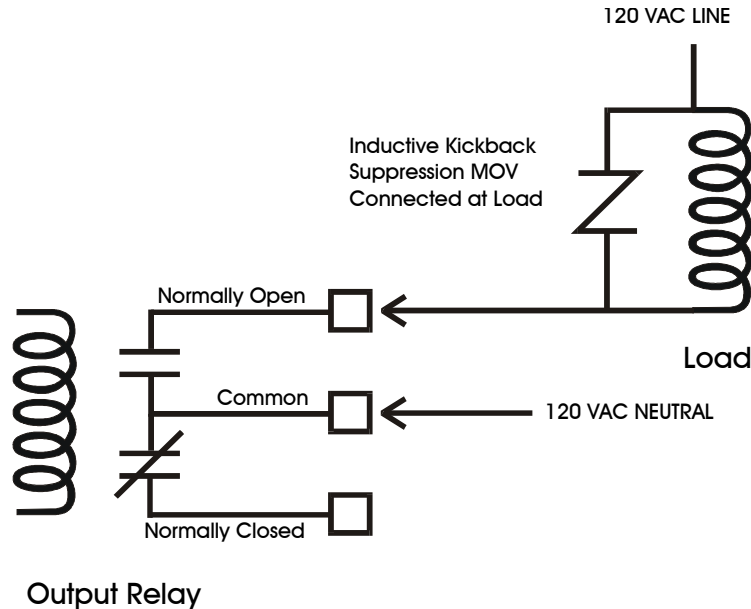 120 VAC LINE
Inductive Kickback
Suppression MOV
Connected at Load
Normally Open
Load
Common
120 VAC NEUTRAL
Normally Closed
Output Relay